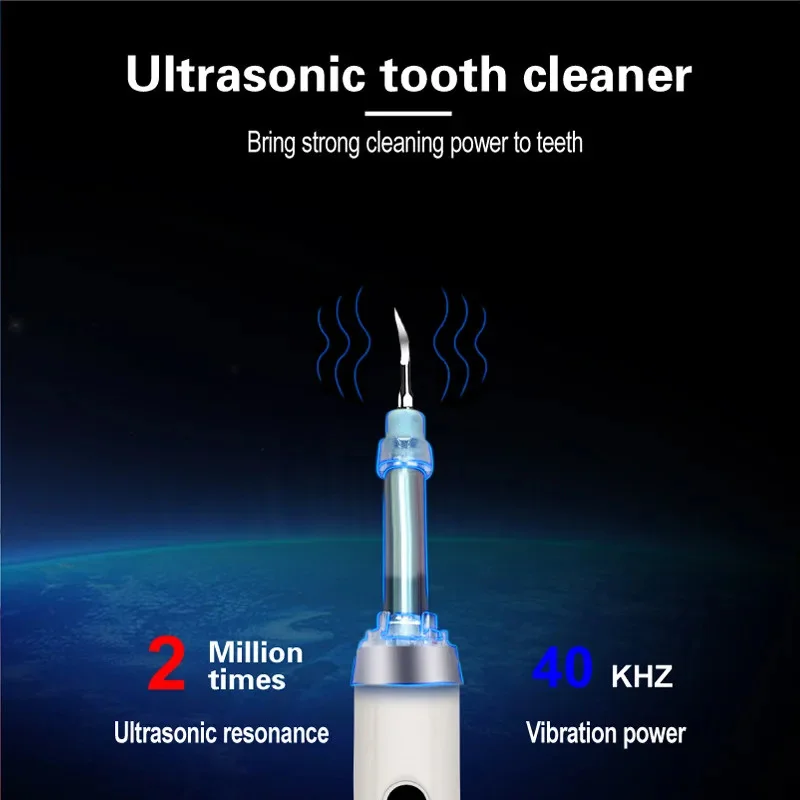 Ultrasonic tooth cleaner
Bring strong cleaning power to teeth
2 Million times
Ultrasonic resonance
40 KHZ
Vibration power